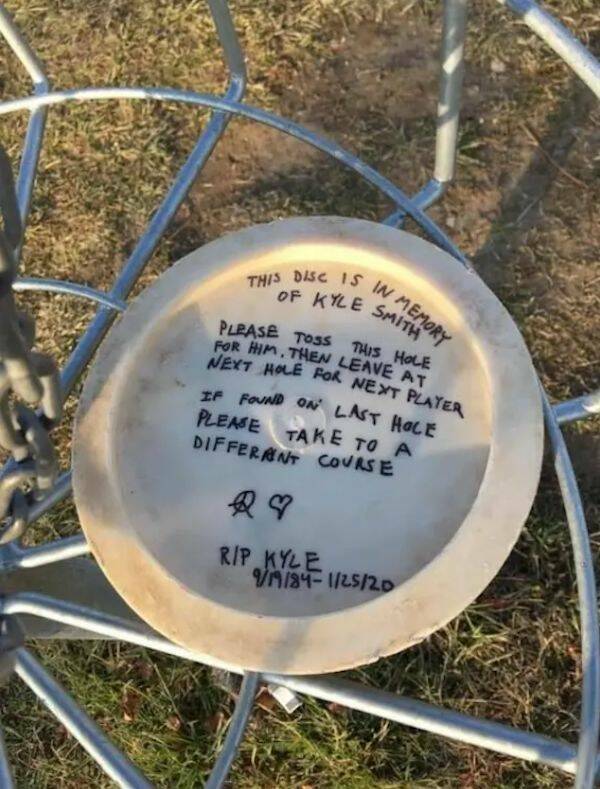 THIS DISC IS IN MEMORY
OF KYLE SMITH
PLEASE TOSS THIS HOLE
FOR HIM, THEN LEAVE AT
NEXT HOLE FOR NEXT PLAYER
IF FOUND ON LAST HOLE
PLEASE TAKE TO A
DIFFERANT COURSE
R/P KYLE
9/19/84-1/25/20